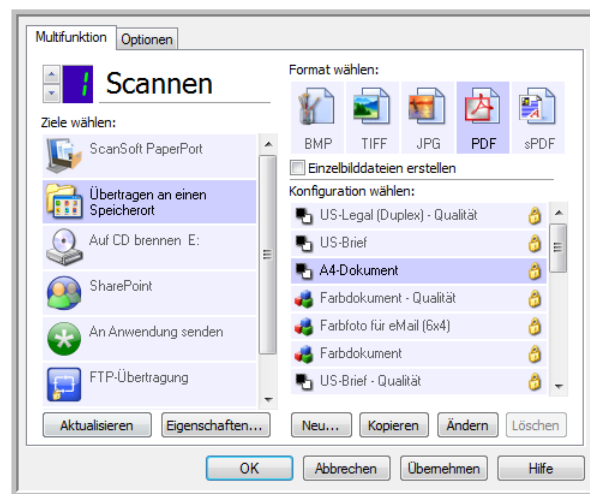 Multifunktion
Optionen
1
Scannen
Ziele wählen:
ScanSoft PaperPort
Übertragen an einen
Speicherort
Auf CD brennen E:
SharePoint
An Anwendung senden
FTP-Übertragung
Aktualisieren
Eigenschaften...
Format wählen:
BMP
TIFF
JPG
PDF
sPDF
Einzelbilddateien erstellen
Konfiguration wählen:
US-Legal (Duplex) - Qualität
US-Brief
A4-Dokument
Farbdokument - Qualität
Farbfoto für eMail (6x4)
Farbdokument
US-Brief - Qualität
Neu...
Kopieren
Ändern
Löschen
OK
Abbrechen
Übernehmen
Hilfe